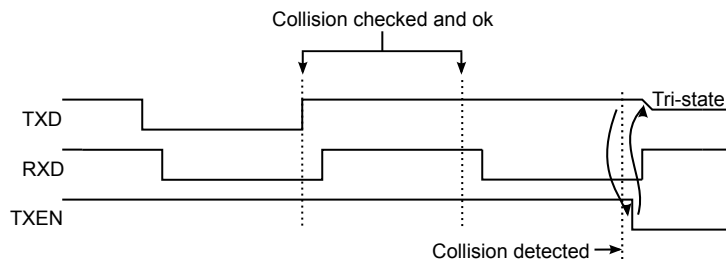 Collision checked and ok
Tri-state
TXD
RXD
TXEN
Collision detected